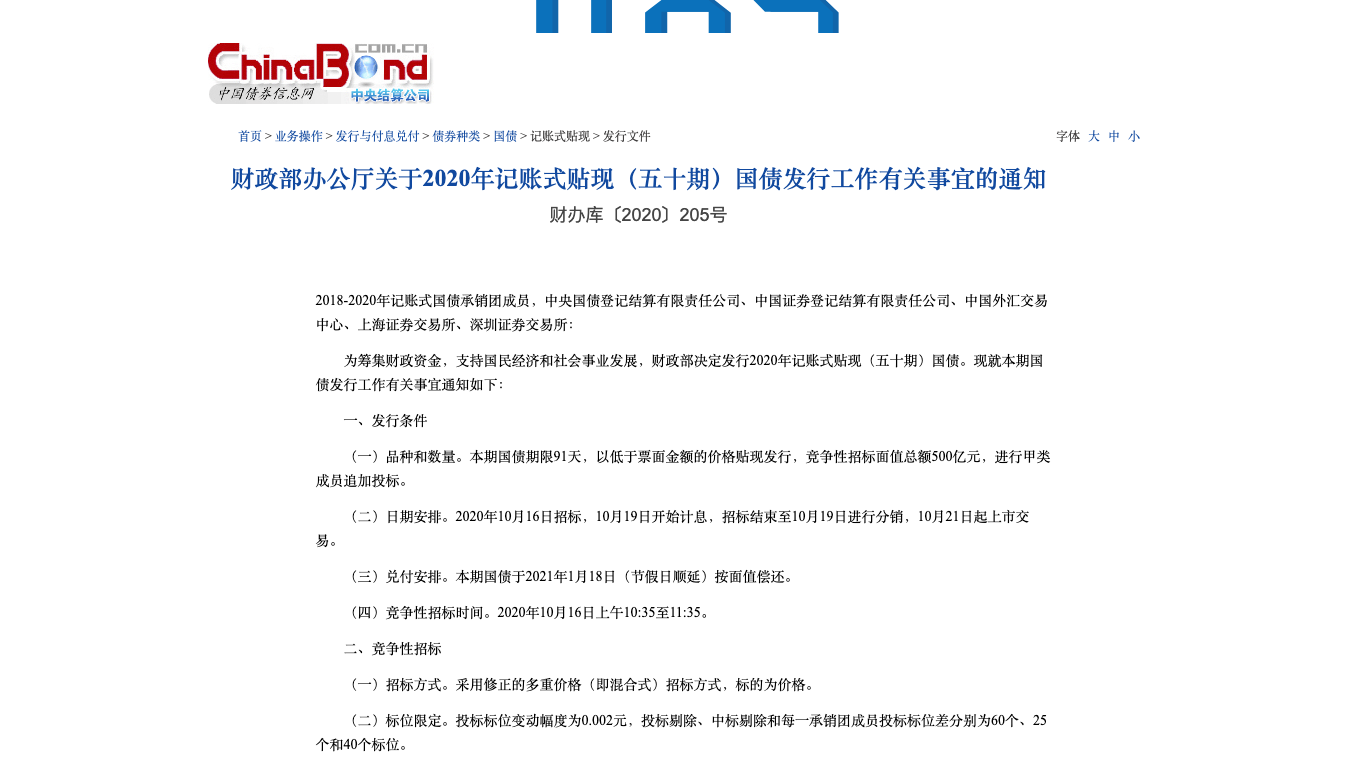 com.cn
ChinaBond
中国债券信息网
中央结算公司
首页 > 业务操作 > 发行与付息兑付 > 债券种类 > 国债 > 记账式贴现 > 发行文件
字体 大 中 小
财政部办公厅关于2020年记账式贴现（五十期）国债发行工作有关事宜的通知
财办库〔2020〕205号
2018-2020年记账式国债承销团成员，中央国债登记结算有限责任公司、中国证券登记结算有限责任公司、中国外汇交易
中心、上海证券交易所、深圳证券交易所：
为筹集财政资金，支持国民经济和社会事业发展，财政部决定发行2020年记账式贴现（五十期）国债。现就本期国
债发行工作有关事宜通知如下：
一、发行条件
（一）品种和数量。本期国债期限91天，以低于票面金额的价格贴现发行，竞争性招标面值总额500亿元，进行甲类
成员追加投标。
（二）日期安排。2020年10月16日招标，10月19日开始计息，招标结束至10月19日进行分销，10月21日起上市交
易。
（三）兑付安排。本期国债于2021年1月18日（节假日顺延）按面值偿还。
（四）竞争性招标时间。2020年10月16日上午10:35至11:35。
二、竞争性招标
（一）招标方式。采用修正的多重价格（即混合式）招标方式，标的为价格。
（二）标位限定。投标标位变动幅度为0.002元，投标剔除、中标剔除和每一承销团成员投标标位差分别为60个、25
个和40个标位。